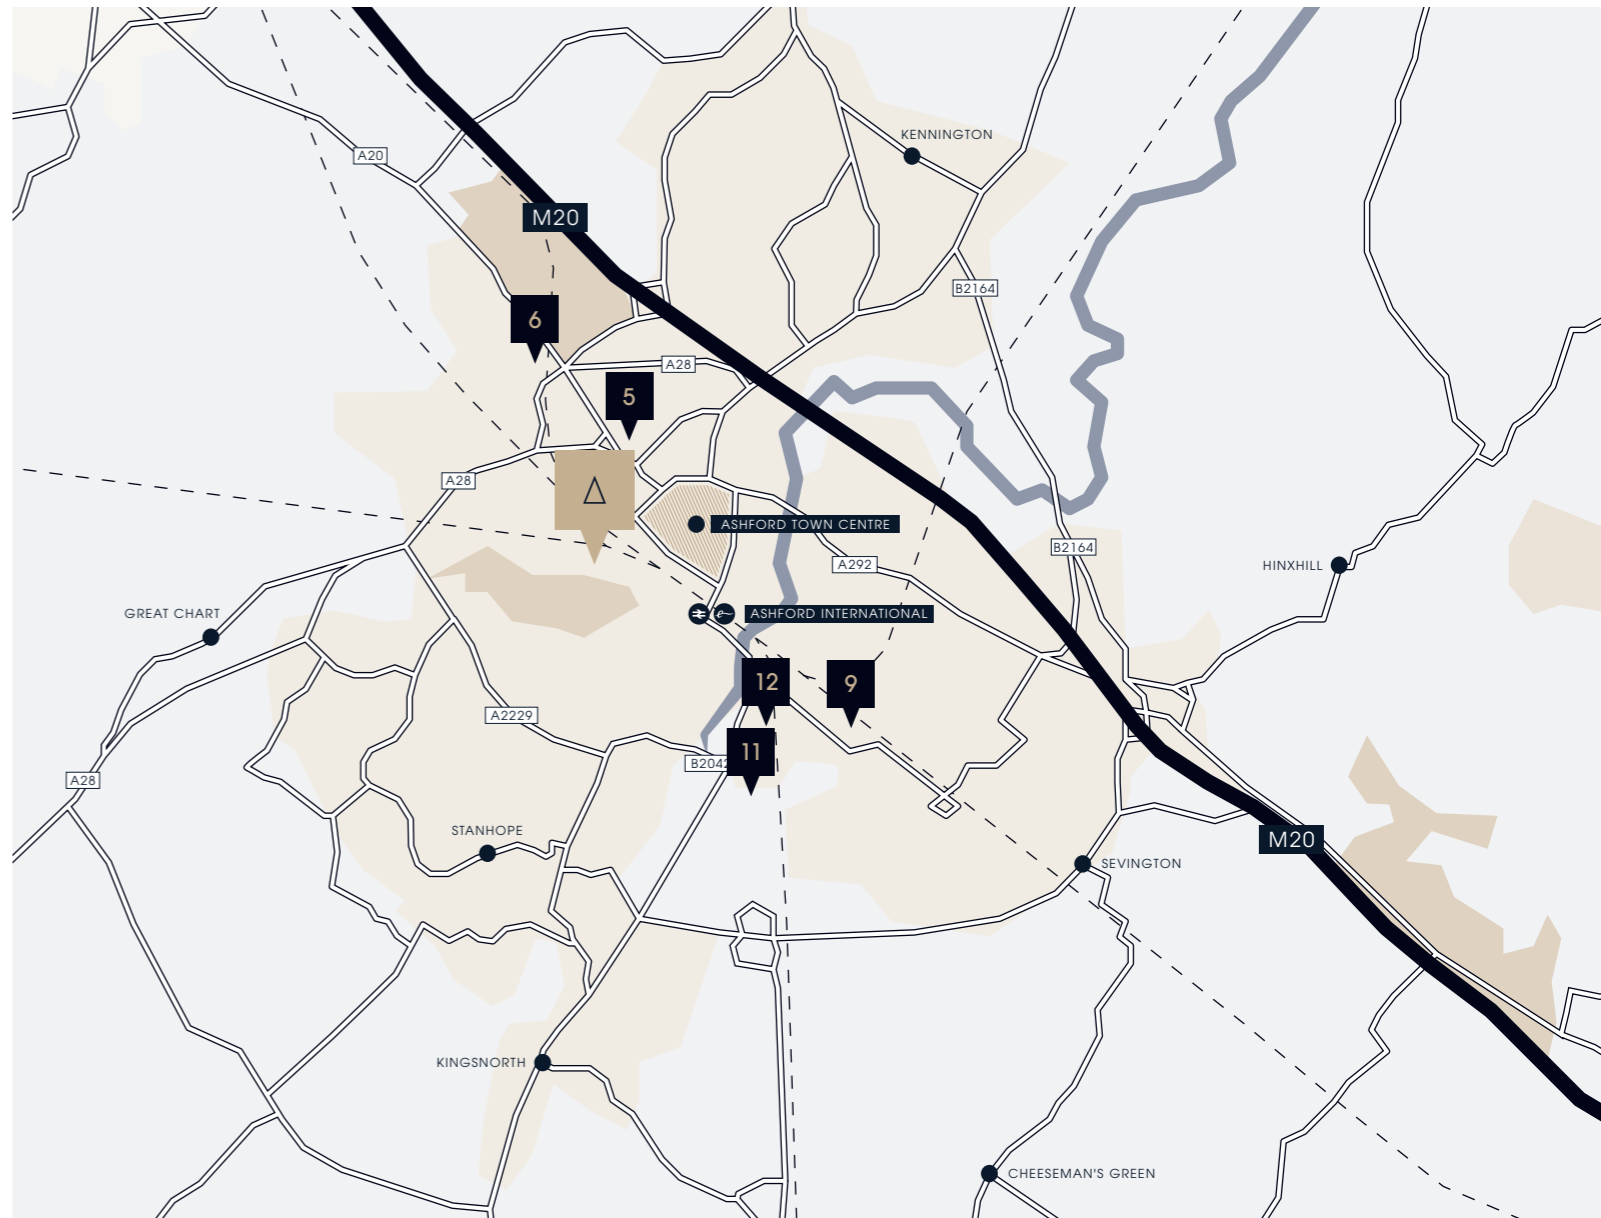 KENNINGTON
A20
M20
B2164
6
A28
5
A28
ASHFORD TOWN CENTRE
B2164
A292
HINXHILL
GREAT CHART
ASHFORD INTERNATIONAL
12
9
A2229
11
B2042
A28
STANHOPE
M20
SEVINGTON
KINGSNORTH
CHEESEMAN'S GREEN